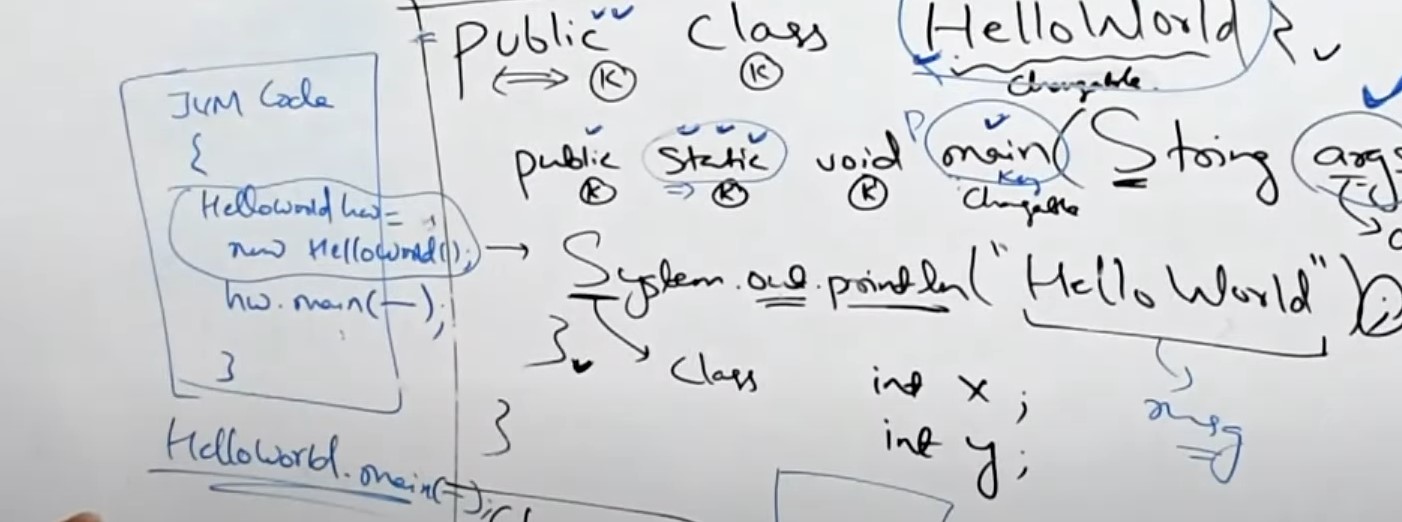 public class HelloWorld {
Ⓚ Ⓚ Changable
public static void main(String args
Ⓚ Ⓚ Ⓚ Key
Changable
System.out.println("Hello World");
}
Class
int x;
int y;
msg
}
JVM Code
{
Helloworld hw =
new Helloworld();
hw.main(—);
}
Helloworld.main(—);